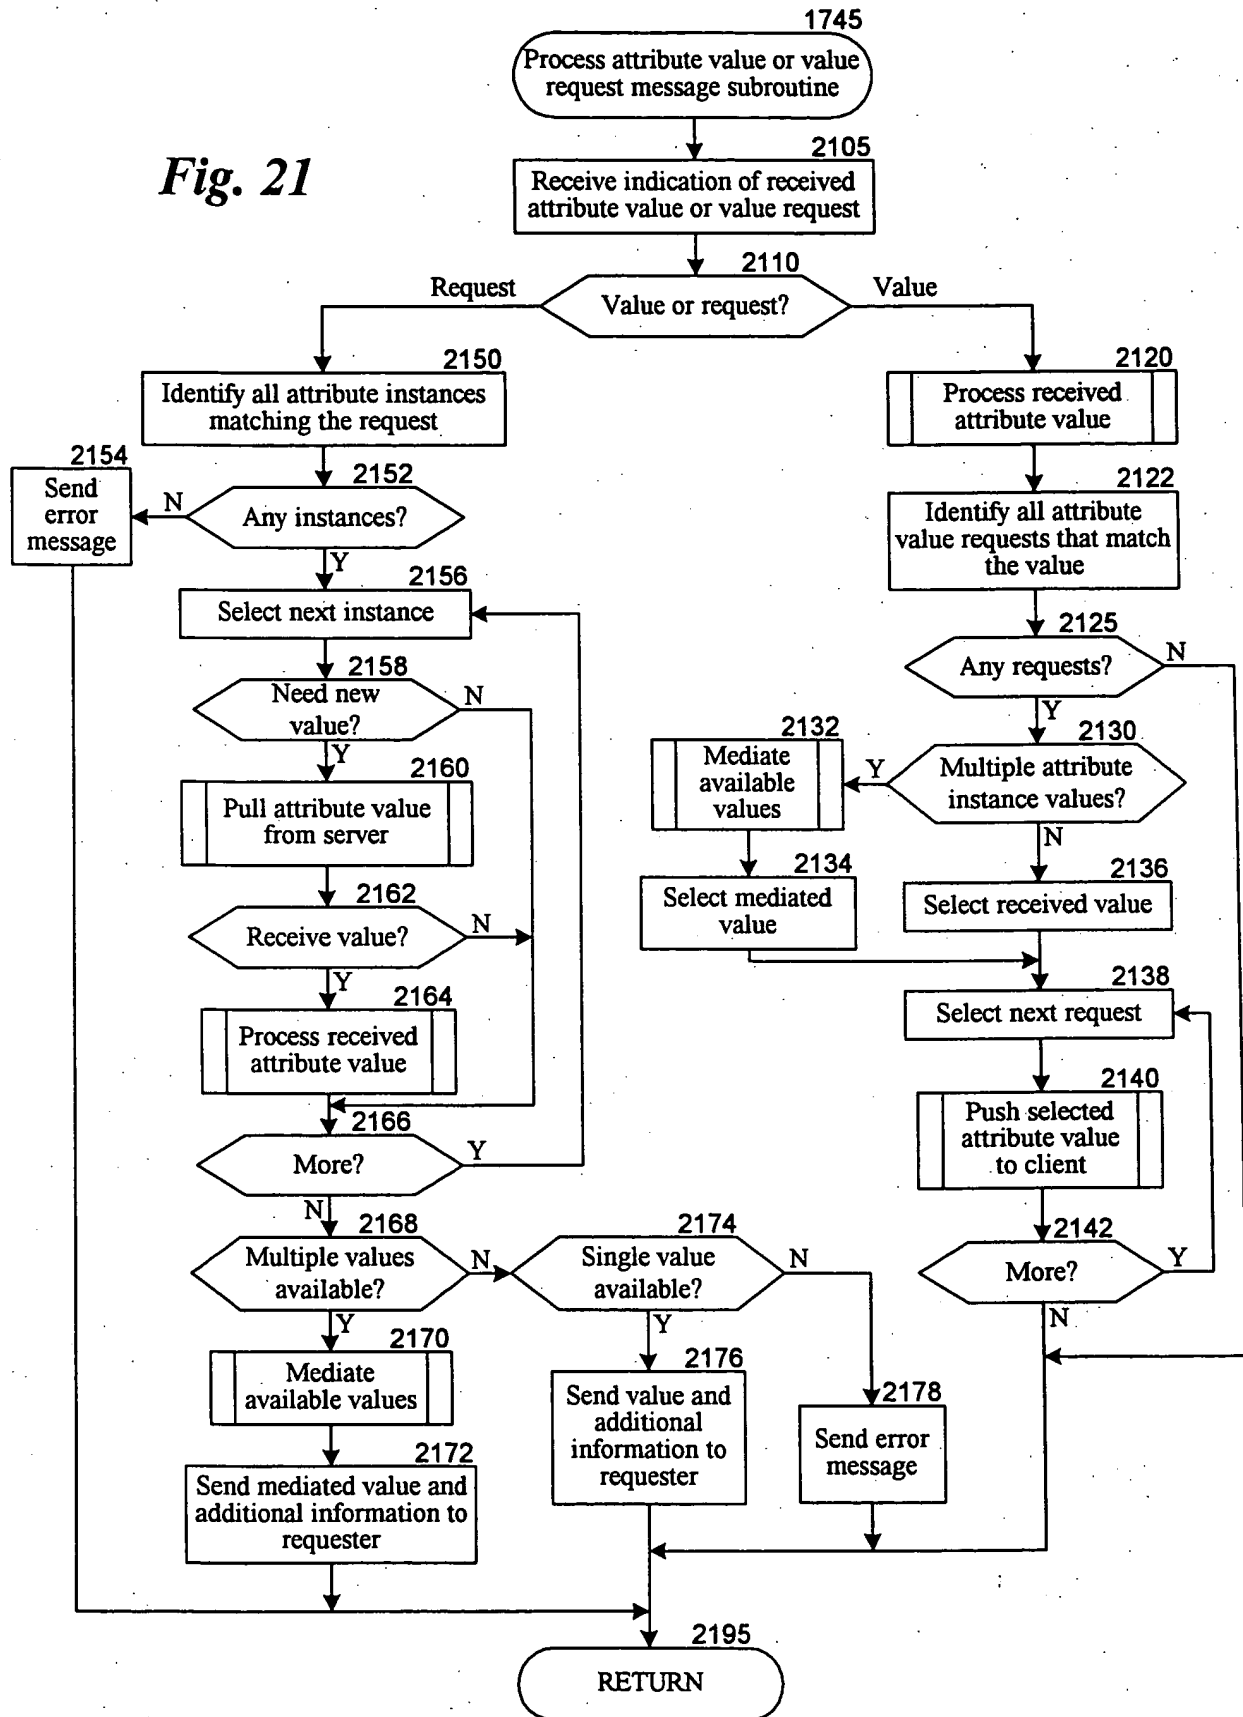 1745
Process attribute value or value
request message subroutine
Fig. 21
2105
Receive indication of received
attribute value or value request
2110
Value or request?
Request
Value
2150
Identify all attribute instances
matching the request
2120
Process received
attribute value
2154
Send
error
message
2152
Any instances?
N
Y
2122
Identify all attribute
value requests that match
the value
2156
Select next instance
2125
Any requests?
N
Y
2158
Need new
value?
N
Y
2132
Mediate
available
values
2130
Multiple attribute
instance values?
Y
N
2160
Pull attribute value
from server
2134
Select mediated
value
2136
Select received value
2162
Receive value?
N
Y
2138
Select next request
2164
Process received
attribute value
2140
Push selected
attribute value
to client
2166
More?
Y
N
2168
Multiple values
available?
N
Y
2174
Single value
available?
N
Y
2142
More?
Y
N
2170
Mediate
available values
2176
Send value and
additional
information to
requester
2178
Send error
message
2172
Send mediated value and
additional information to
requester
2195
RETURN